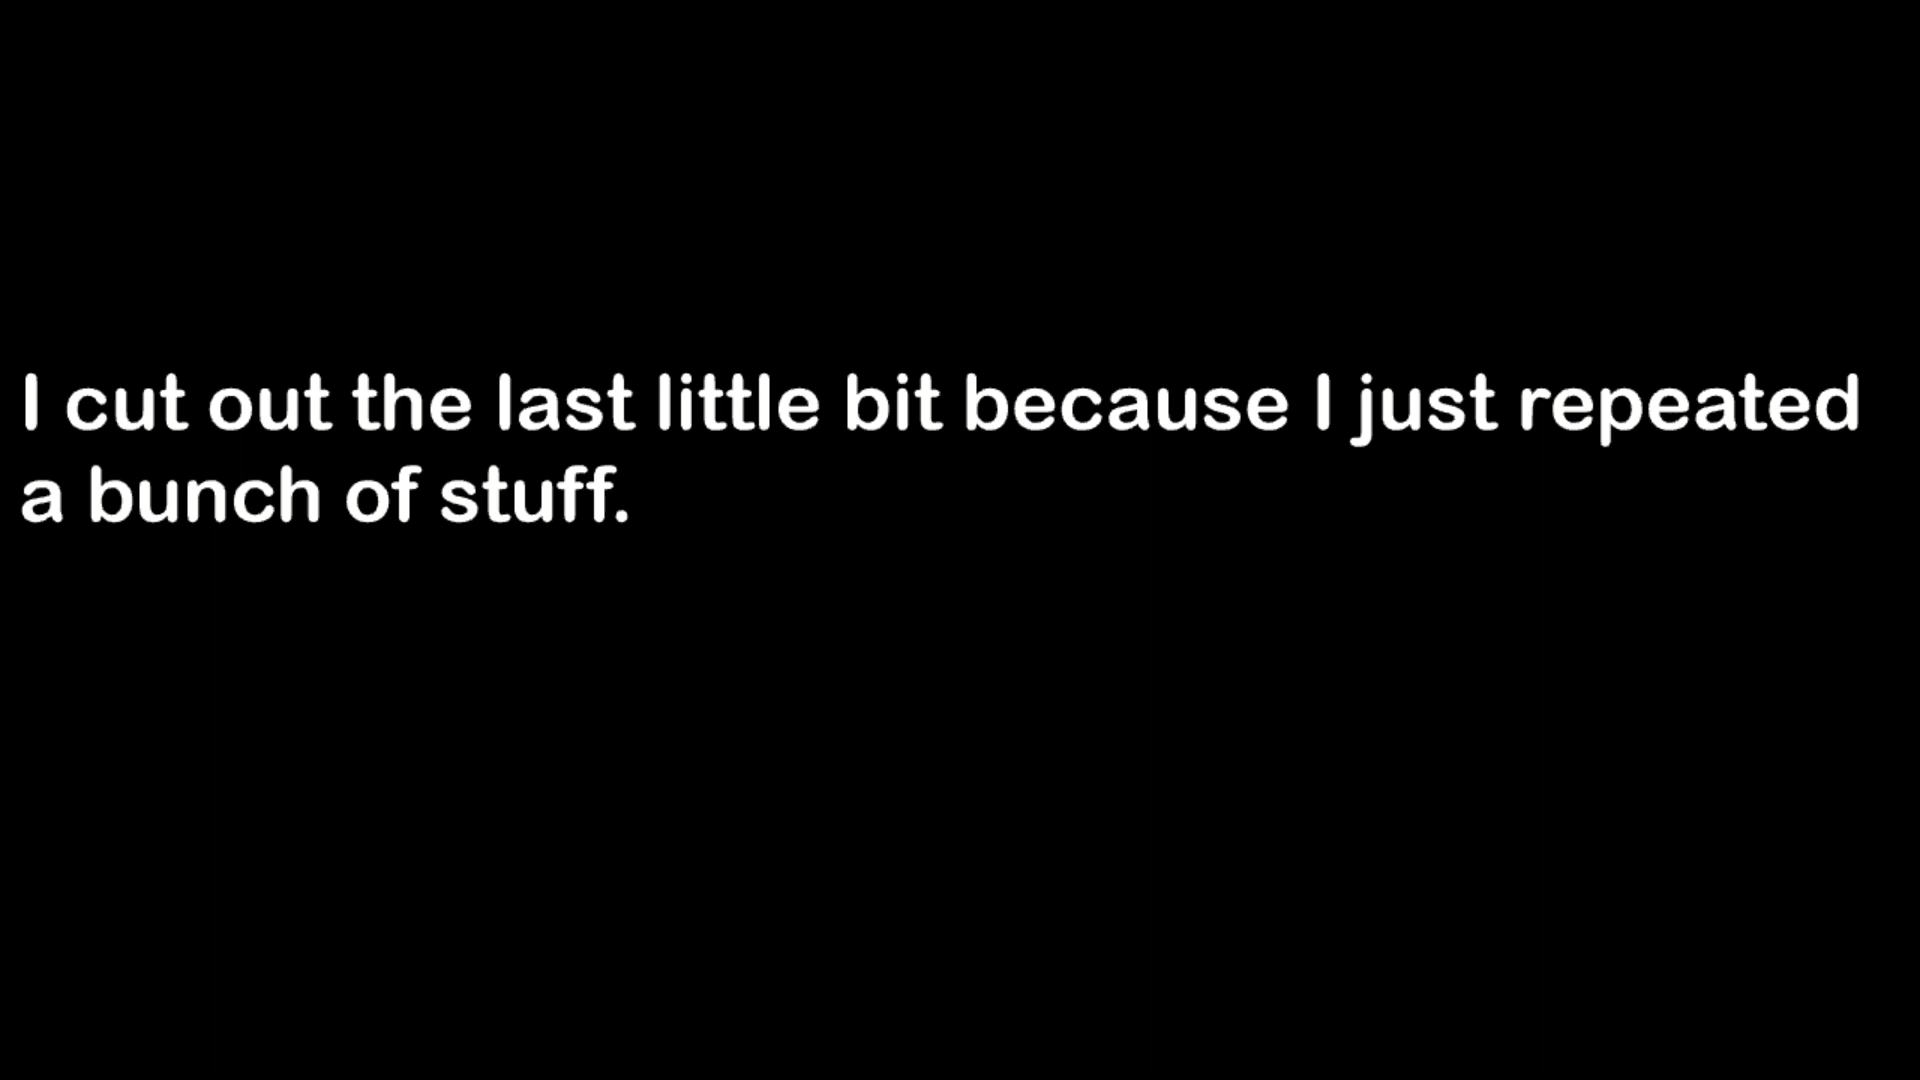 I cut out the last little bit because I just repeated
a bunch of stuff.